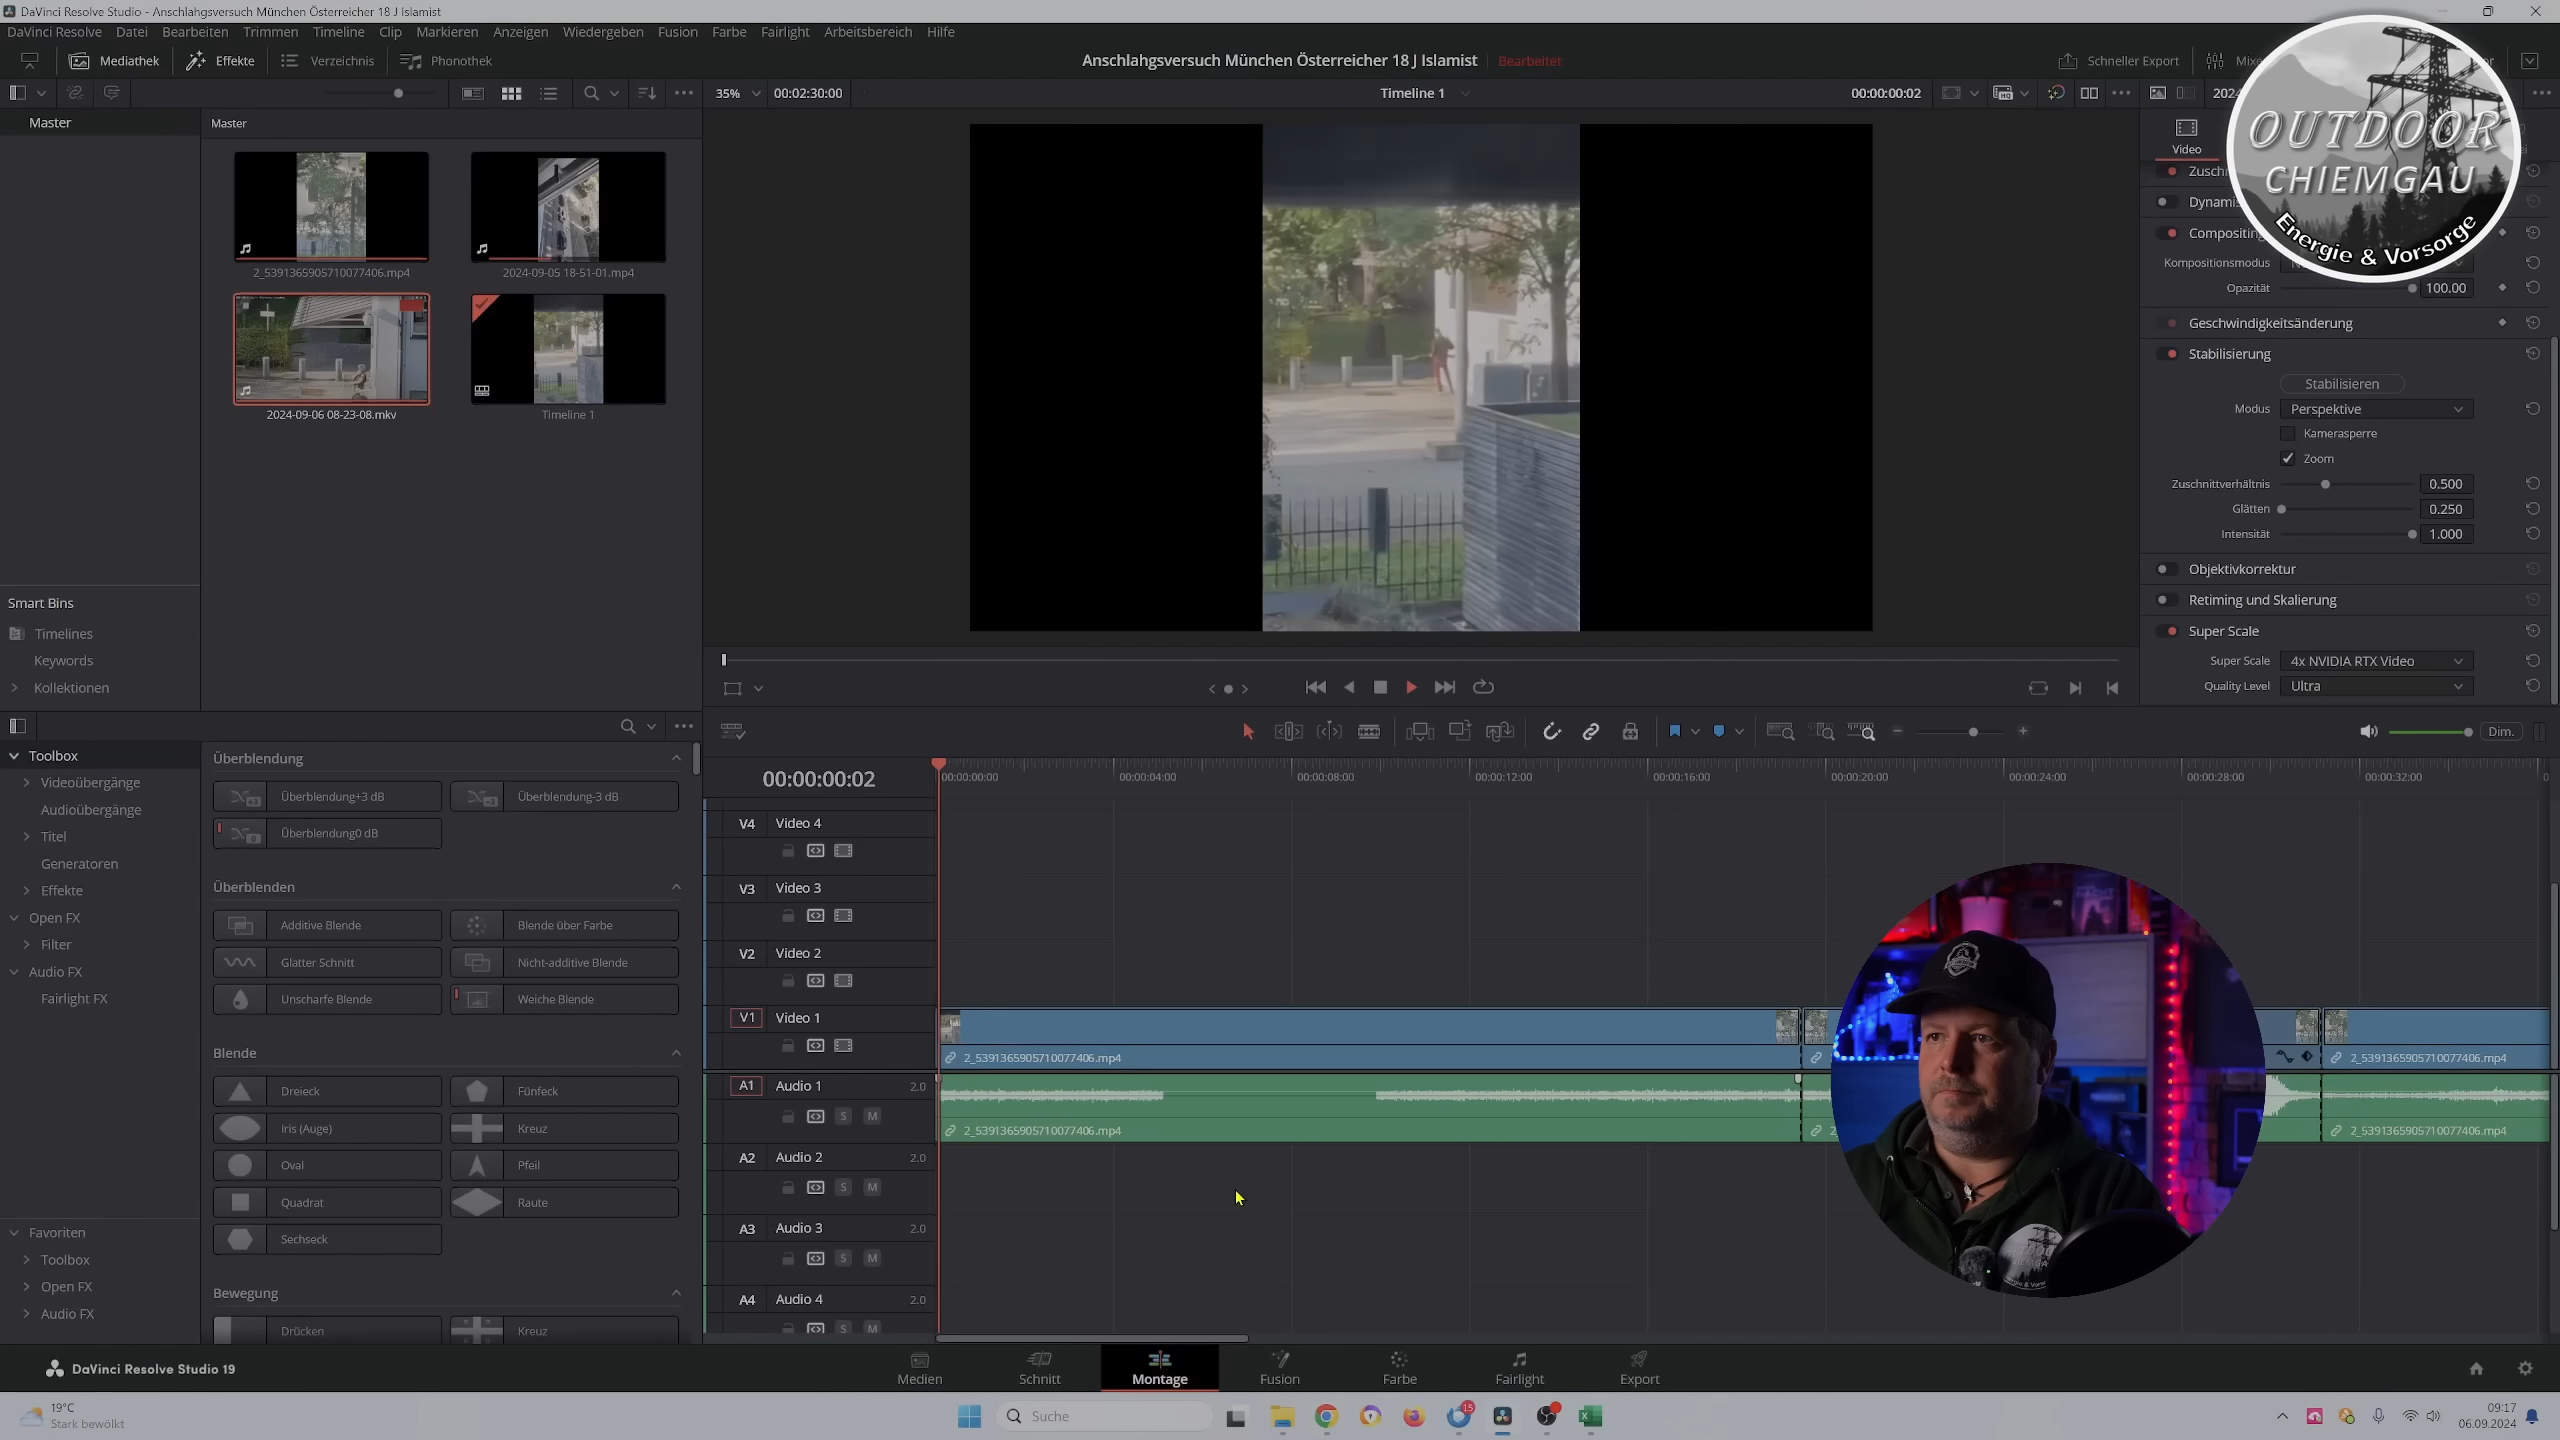 DaVinci Resolve Studio - Anschlahgsversuch München Österreicher 18 J Islamist
DaVinci Resolve Datei Bearbeiten Trimmen Timeline Clip Markieren Anzeigen Wiedergeben Fusion Farbe Fairlight Arbeitsbereich Hilfe
Mediathek Effekte Verzeichnis Phonothek
Anschlahgsversuch München Österreicher 18 J Islamist Bearbeitet
Schneller Export
35% 00:02:30:00 Timeline 1 00:00:00:02
OUTDOOR
CHIEMGAU
Energie & Vorsorge
Master
Master
2_5391365905710077406.mp4
2024-09-05 18-51-01.mp4
2024-09-06 08-23-08.mkv
Timeline 1
Smart Bins
Timelines
Keywords
Kollektionen
Video
Kompositionsmodus
Opazität 100.00
Geschwindigkeitsänderung
Stabilisierung
Stabilisieren
Modus Perspektive
Kamerasperre
Zoom
Zuschnittverhältnis 0.500
Glätten 0.250
Intensität 1.000
Objektivkorrektur
Retiming und Skalierung
Super Scale
Super Scale 4x NVIDIA RTX Video
Quality Level Ultra
Dim.
Toolbox
Videoübergänge
Audioübergänge
Titel
Generatoren
Effekte
Open FX
Filter
Audio FX
Fairlight FX
Favoriten
Toolbox
Open FX
Audio FX
Überblendung
Überblendung+3 dB Überblendung-3 dB
Überblendung0 dB
Überblenden
Additive Blende Blende über Farbe
Glatter Schnitt Nicht-additive Blende
Unscharfe Blende Weiche Blende
Blende
Dreieck Fünfeck
Iris (Auge) Kreuz
Oval Pfeil
Quadrat Raute
Sechseck
Bewegung
Drücken Kreuz
00:00:00:02
00:00:00:00 00:00:04:00 00:00:08:00 00:00:12:00 00:00:16:00 00:00:20:00 00:00:24:00 00:00:28:00 00:00:32:00
V4 Video 4
V3 Video 3
V2 Video 2
V1 Video 1
2_5391365905710077406.mp4
2_5391365905710077406.mp4
A1 Audio 1 2.0
S M
2_5391365905710077406.mp4
2_5391365905710077406.mp4
A2 Audio 2 2.0
S M
A3 Audio 3 2.0
S M
A4 Audio 4 2.0
S M
DaVinci Resolve Studio 19
Medien Schnitt Montage Fusion Farbe Fairlight Export
19°C
Stark bewölkt
Suche
15
09:17
06.09.2024